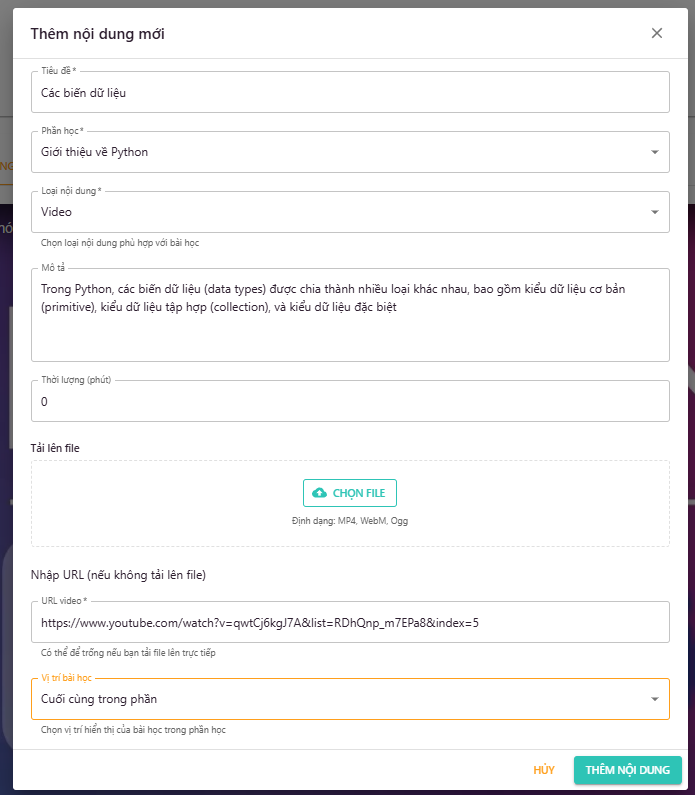 Thêm nội dung mới
Tiêu đề *
Các biến dữ liệu
Phần học *
NG
Giới thiệu về Python
Loại nội dung *
Video
hó
Chọn loại nội dung phù hợp với bài học
Mô tả
Trong Python, các biến dữ liệu (data types) được chia thành nhiều loại khác nhau, bao gồm kiểu dữ liệu cơ bản
(primitive), kiểu dữ liệu tập hợp (collection), và kiểu dữ liệu đặc biệt
Thời lượng (phút)
0
Tải lên file
CHỌN FILE
Định dạng: MP4, WebM, Ogg
Nhập URL (nếu không tải lên file)
URL video *
https://www.youtube.com/watch?v=qwtCj6kgJ7A&list=RDhQnp_m7EPa8&index=5
Có thể để trống nếu bạn tải file lên trực tiếp
Vị trí bài học
Cuối cùng trong phần
Chọn vị trí hiển thị của bài học trong phần học
HỦY
THÊM NỘI DUNG